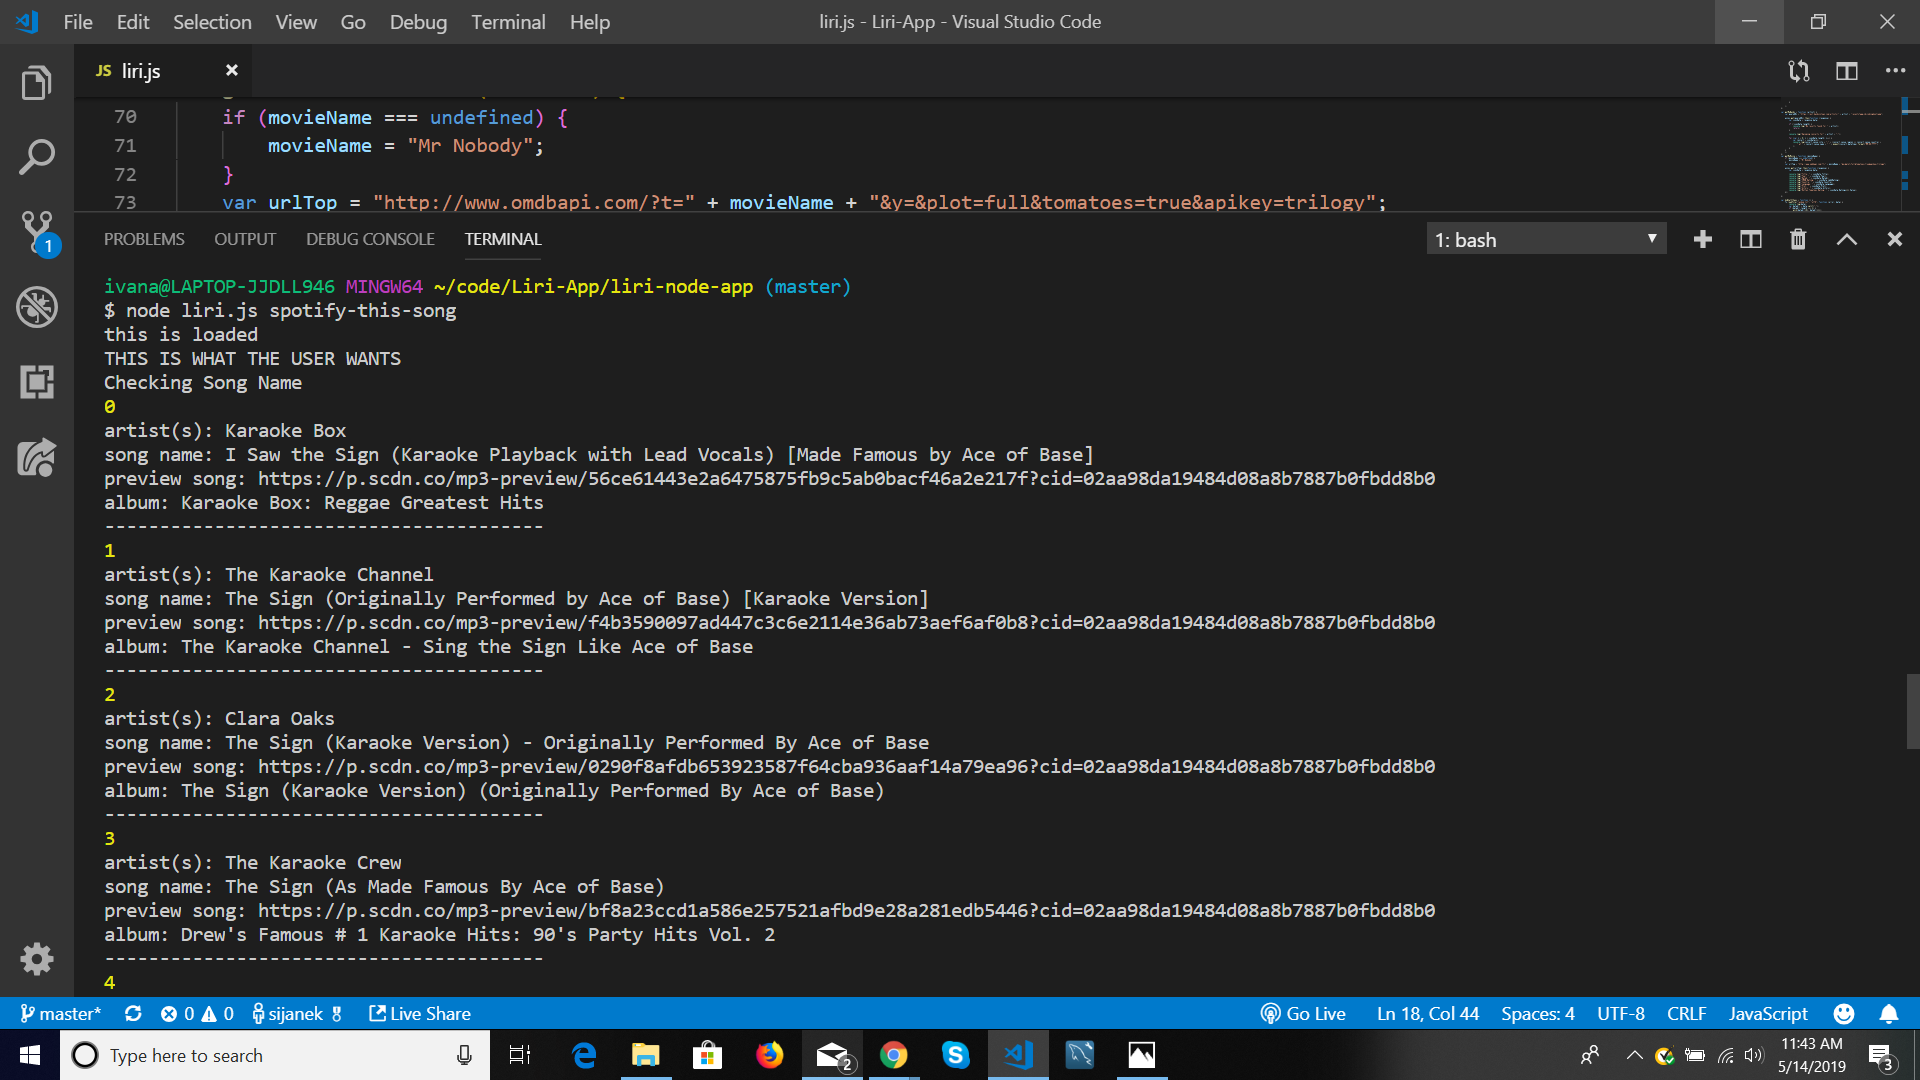 File Edit Selection View Go Debug Terminal Help liri.js - Liri-App - Visual Studio Code
JS liri.js
70 if (movieName === undefined) {
71 movieName = "Mr Nobody";
72 }
73 var urlTop = "http://www.omdbapi.com/?t=" + movieName + "&y=&plot=full&tomatoes=true&apikey=trilogy";
PROBLEMS OUTPUT DEBUG CONSOLE TERMINAL 1: bash
ivana@LAPTOP-JJDLL946 MINGW64 ~/code/Liri-App/liri-node-app (master)
$ node liri.js spotify-this-song
this is loaded
THIS IS WHAT THE USER WANTS
Checking Song Name
0
artist(s): Karaoke Box
song name: I Saw the Sign (Karaoke Playback with Lead Vocals) [Made Famous by Ace of Base]
preview song: https://p.scdn.co/mp3-preview/56ce61443e2a6475875fb9c5ab0bacf46a2e217f?cid=02aa98da19484d08a8b7887b0fbdd8b0
album: Karaoke Box: Reggae Greatest Hits
----------------------------------------
1
artist(s): The Karaoke Channel
song name: The Sign (Originally Performed by Ace of Base) [Karaoke Version]
preview song: https://p.scdn.co/mp3-preview/f4b3590097ad447c3c6e2114e36ab73aef6af0b8?cid=02aa98da19484d08a8b7887b0fbdd8b0
album: The Karaoke Channel - Sing the Sign Like Ace of Base
----------------------------------------
2
artist(s): Clara Oaks
song name: The Sign (Karaoke Version) - Originally Performed By Ace of Base
preview song: https://p.scdn.co/mp3-preview/0290f8afdb653923587f64cba936aaf14a79ea96?cid=02aa98da19484d08a8b7887b0fbdd8b0
album: The Sign (Karaoke Version) (Originally Performed By Ace of Base)
----------------------------------------
3
artist(s): The Karaoke Crew
song name: The Sign (As Made Famous By Ace of Base)
preview song: https://p.scdn.co/mp3-preview/bf8a23ccd1a586e257521afbd9e28a281edb5446?cid=02aa98da19484d08a8b7887b0fbdd8b0
album: Drew's Famous # 1 Karaoke Hits: 90's Party Hits Vol. 2
----------------------------------------
4
1
master* 0 0 sijanek Live Share Go Live Ln 18, Col 44 Spaces: 4 UTF-8 CRLF JavaScript
Type here to search 2 11:43 AM
5/14/2019 3